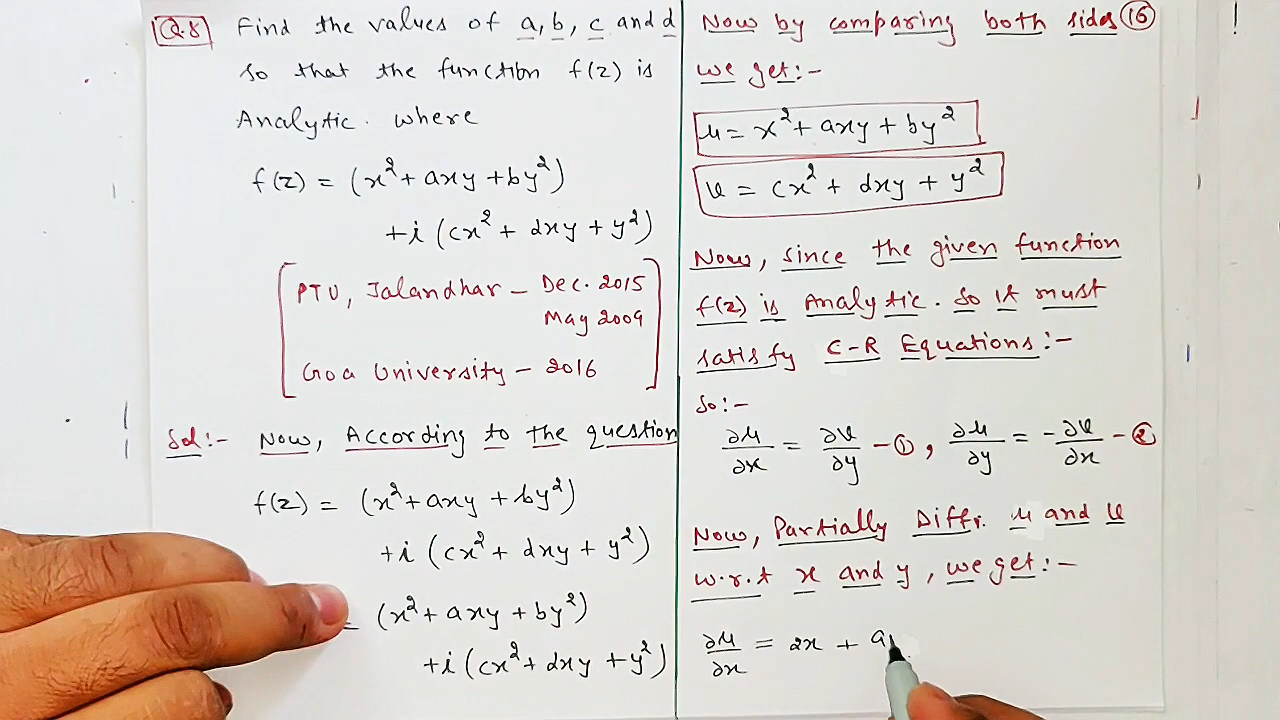 Q.8 Find the values of a, b, c and d
so that the function f(z) is
Analytic. where
f(z) = (x² + axy + by²)
+ i (cx² + dxy + y²)
PTU, Jalandhar - Dec. 2015
May 2009
Goa University - 2016
Sol:- Now, According to the question
f(z) = (x² + axy + by²)
+ i (cx² + dxy + y²)
= (x² + axy + by²)
+ i (cx² + dxy + y²)
Now by comparing both sides 16
we get:-
u = x² + axy + by²
v = cx² + dxy + y²
Now, since the given function
f(z) is Analytic. So it must
satisfy C-R Equations:-
So:-
∂u/∂x = ∂v/∂y - ①, ∂u/∂y = -∂v/∂x - ②
Now, Partially Diff. u and v
w.r.t x and y, we get:-
∂u/∂x = 2x + a